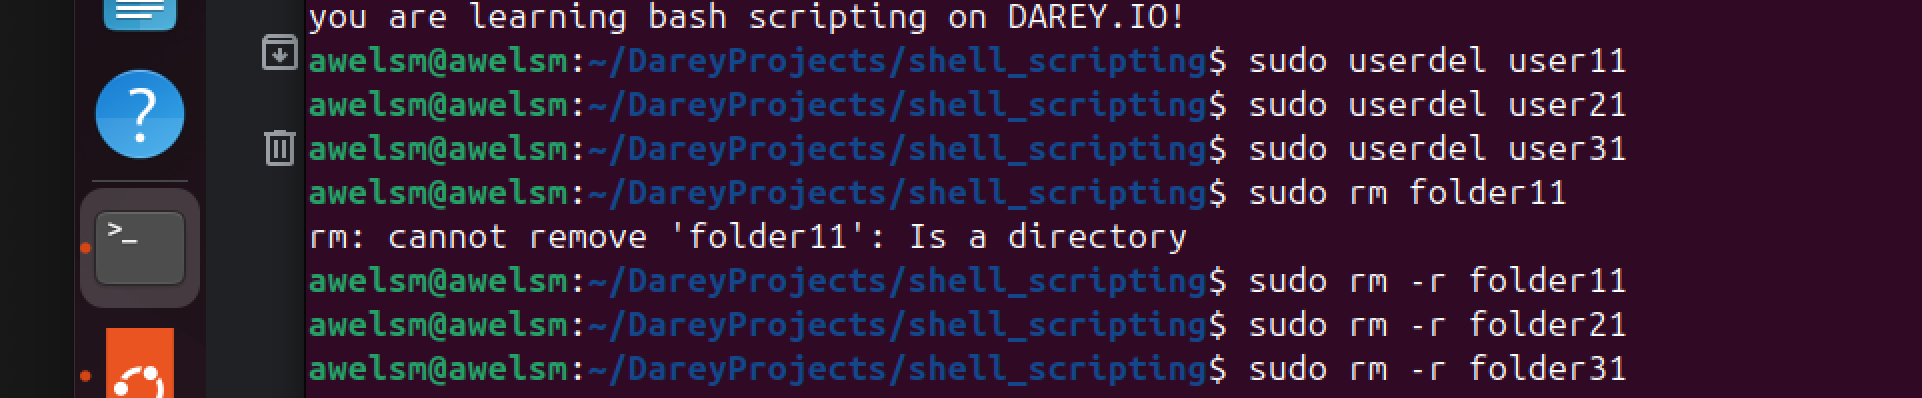 you are learning bash scripting on DAREY.IO!
awelsm@awelsm:~/DareyProjects/shell_scripting$ sudo userdel user11
awelsm@awelsm:~/DareyProjects/shell_scripting$ sudo userdel user21
awelsm@awelsm:~/DareyProjects/shell_scripting$ sudo userdel user31
awelsm@awelsm:~/DareyProjects/shell_scripting$ sudo rm folder11
rm: cannot remove 'folder11': Is a directory
awelsm@awelsm:~/DareyProjects/shell_scripting$ sudo rm -r folder11
awelsm@awelsm:~/DareyProjects/shell_scripting$ sudo rm -r folder21
awelsm@awelsm:~/DareyProjects/shell_scripting$ sudo rm -r folder31